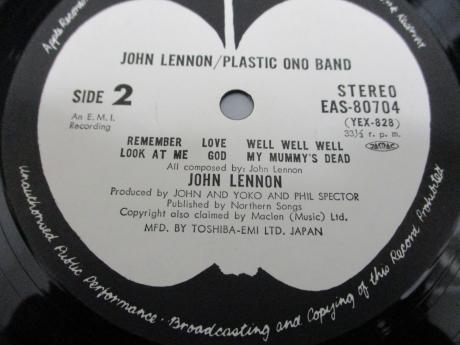 Apple Records
JOHN LENNON/PLASTIC ONO BAND
SIDE 2
An E.M.I.
Recording
STEREO
EAS-80704
(YEX-828)
33⅓ r. p. m.
REMEMBER LOVE WELL WELL WELL
LOOK AT ME GOD MY MUMMY'S DEAD
All composed by: John Lennon
JOHN LENNON
Produced by JOHN AND YOKO AND PHIL SPECTOR
Published by Northern Songs
Copyright also claimed by Maclen (Music) Ltd.
MFD. BY TOSHIBA-EMI LTD. JAPAN
Unauthorised Public Performance · Broadcasting and Copying of this Record Prohibited